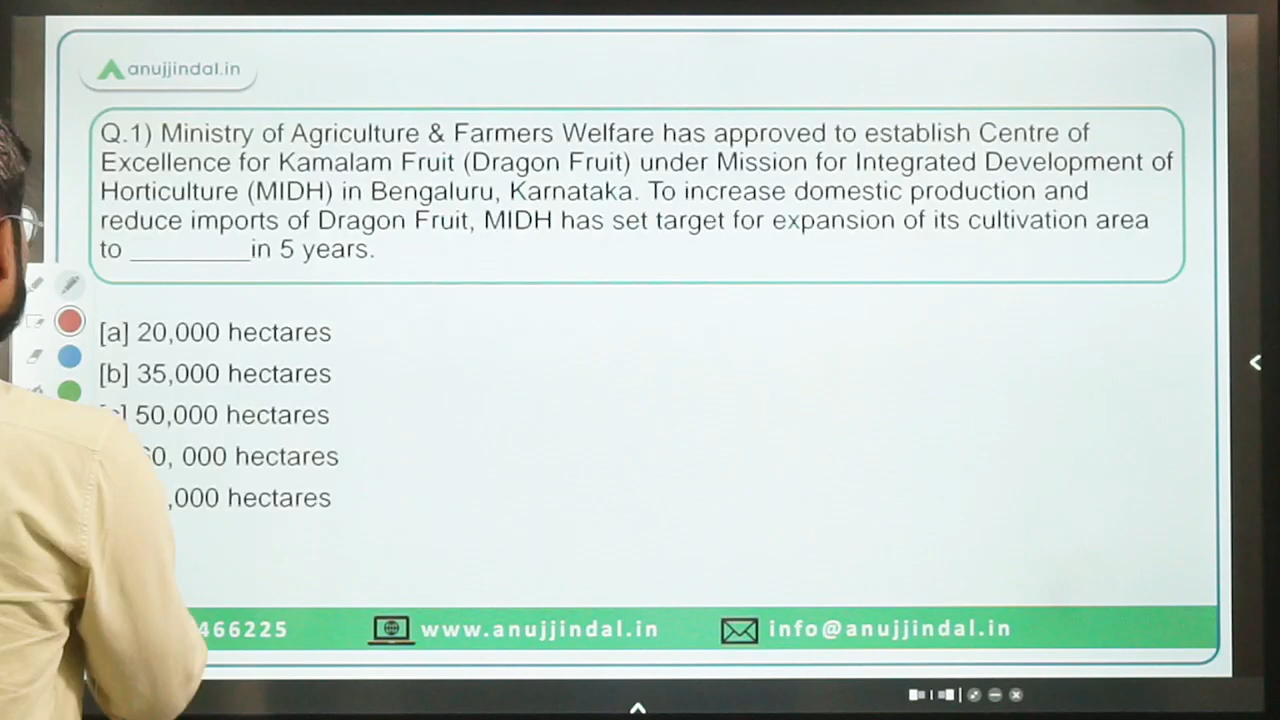 anujjindal.in
Q.1) Ministry of Agriculture & Farmers Welfare has approved to establish Centre of
Excellence for Kamalam Fruit (Dragon Fruit) under Mission for Integrated Development of
Horticulture (MIDH) in Bengaluru, Karnataka. To increase domestic production and
reduce imports of Dragon Fruit, MIDH has set target for expansion of its cultivation area
to _________in 5 years.
[a] 20,000 hectares
[b] 35,000 hectares
50,000 hectares
0, 000 hectares
,000 hectares
466225
www.anujjindal.in
info@anujjindal.in